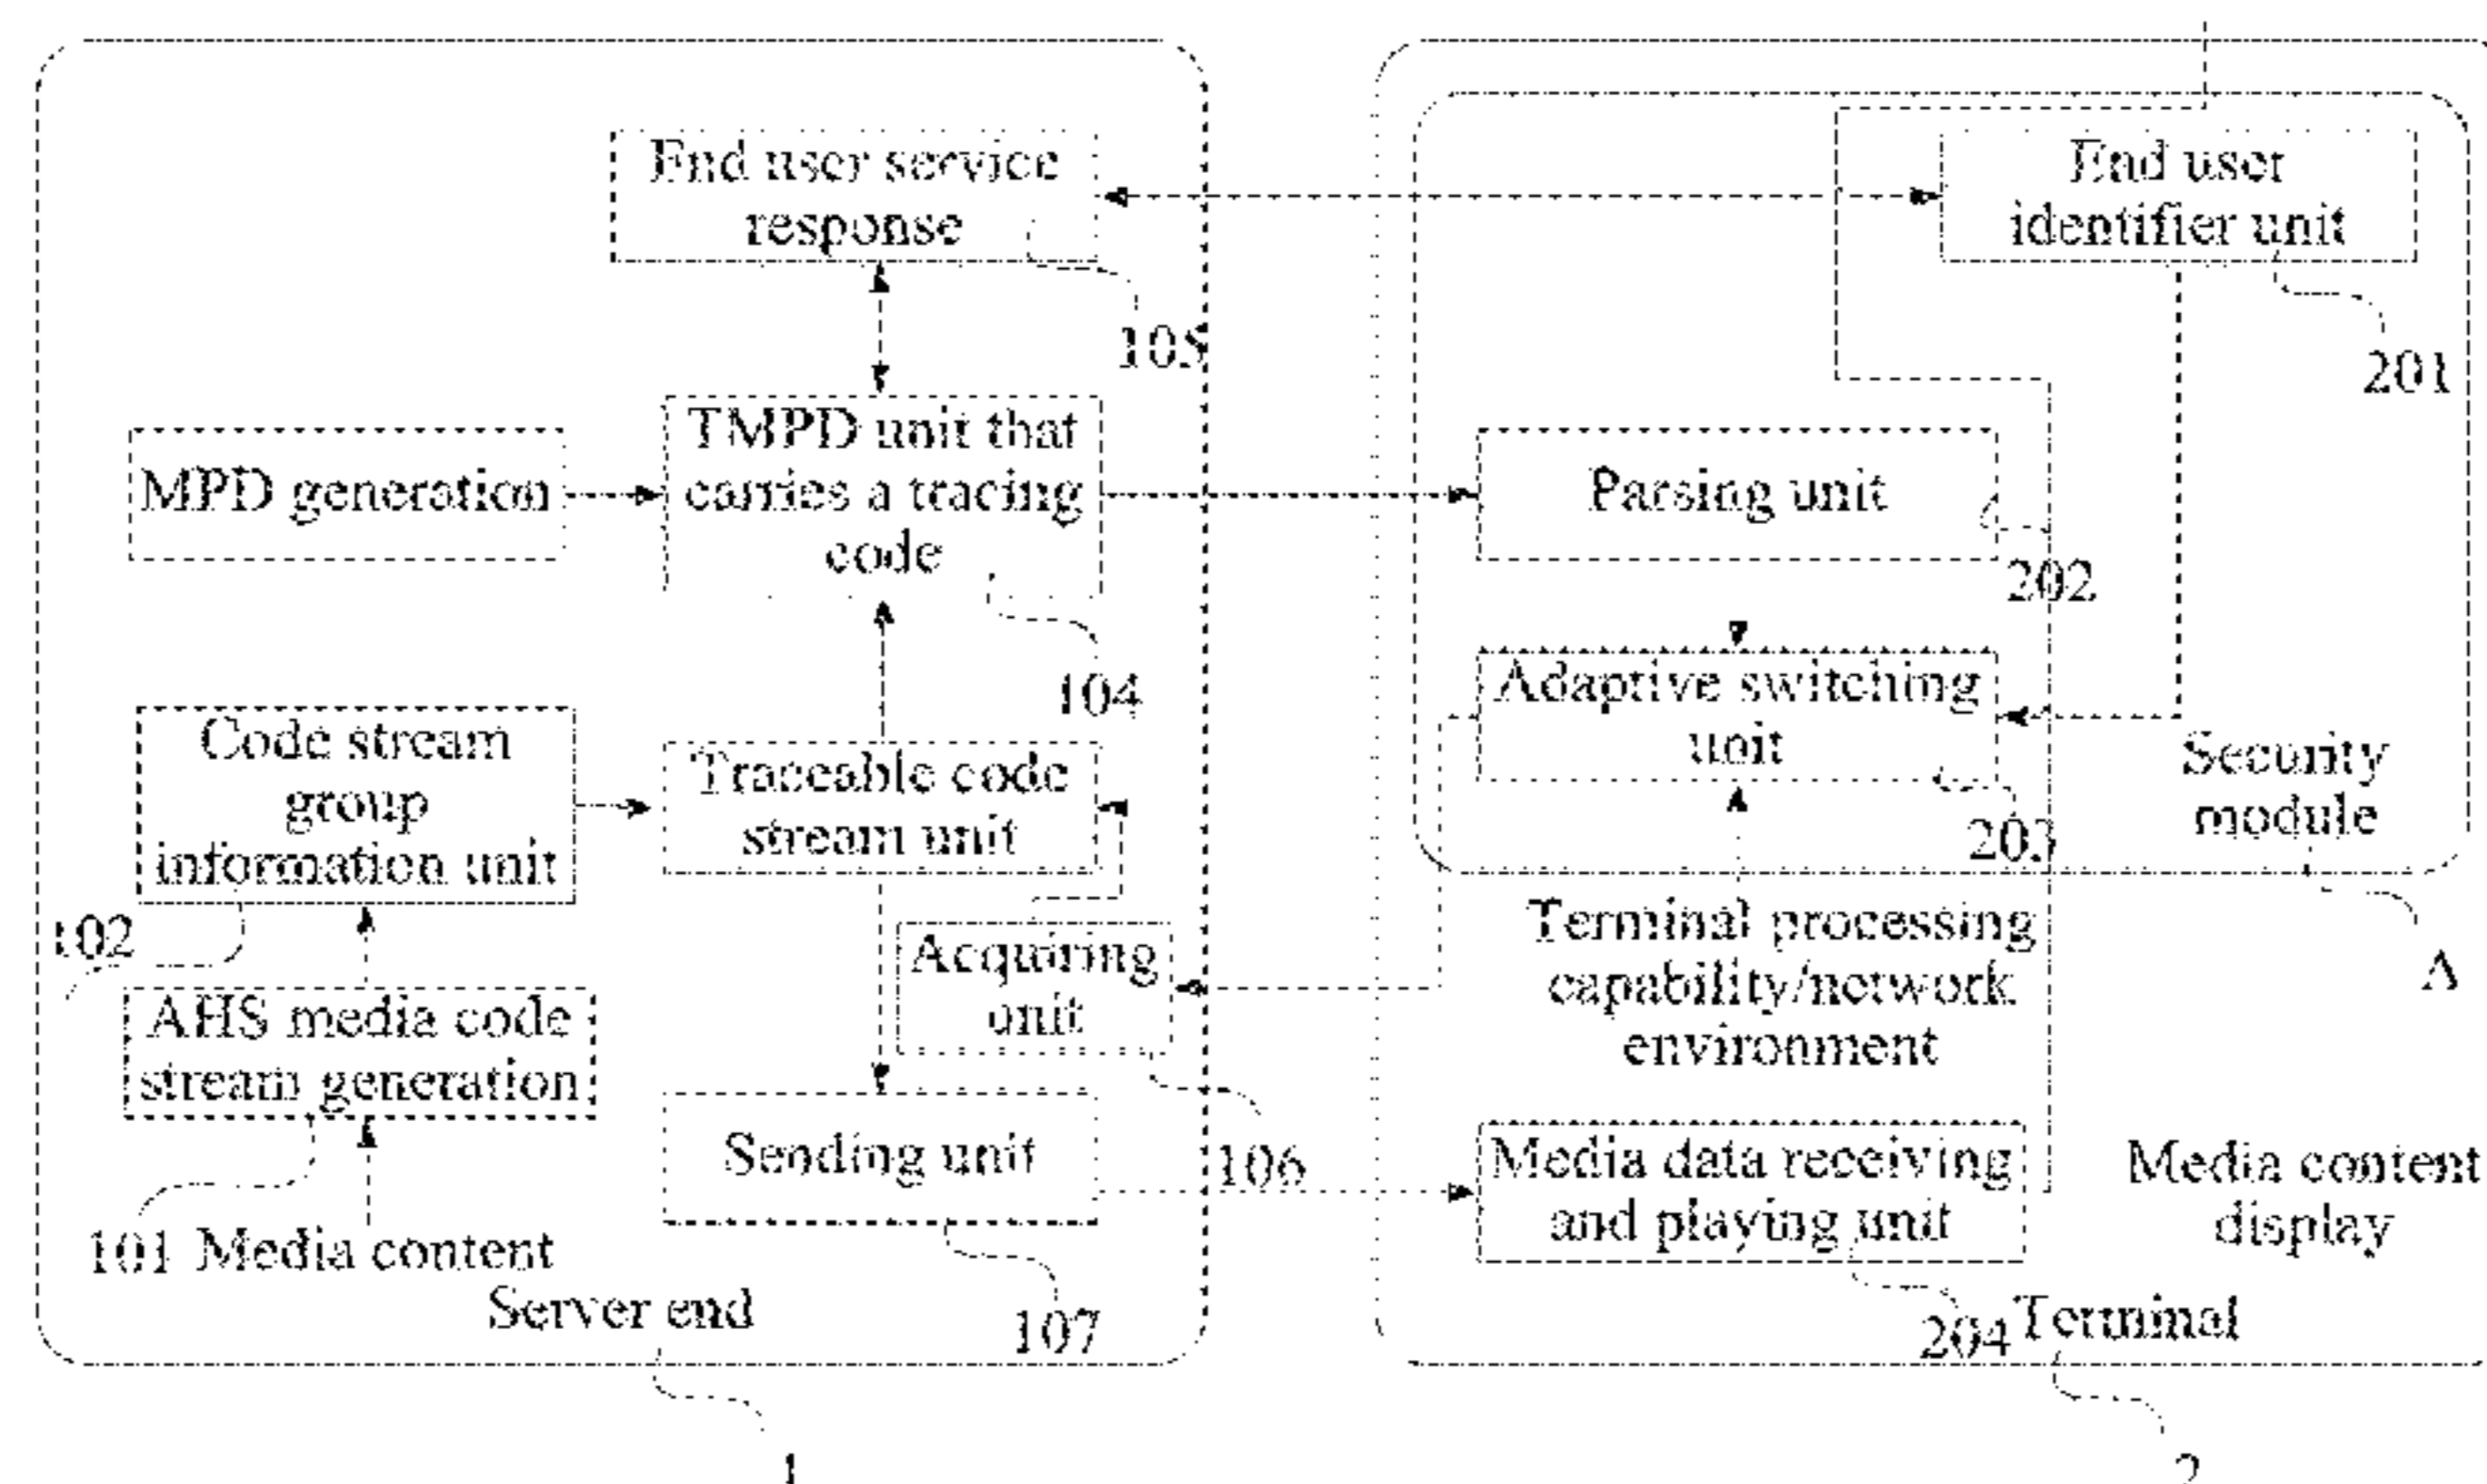 End user service
response
105
MPD generation
TMPD unit that
carries a tracing
code
104
Code stream
group
information unit
102
Traceable code
stream unit
Acquiring
unit
106
AHS media code
stream generation
101
Media content
Sending unit
107
Server end
1
End user
identifier unit
201
Parsing unit
202
Adaptive switching
unit
203
Security
module
A
Terminal processing
capability/network
environment
Media data receiving
and playing unit
204
Media content
display
Terminal
2